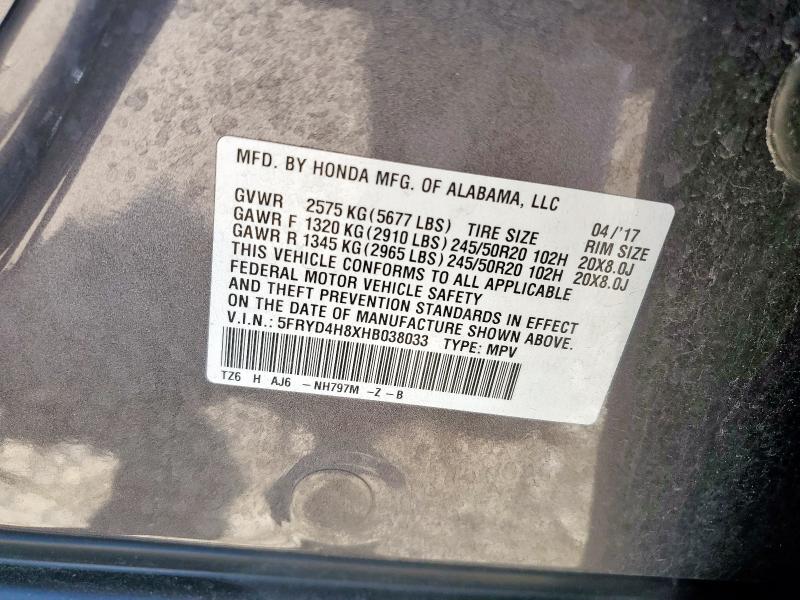 MFD. BY HONDA MFG. OF ALABAMA, LLC
GVWR 2575 KG(5677 LBS) TIRE SIZE 04/'17 RIM SIZE
GAWR F 1320 KG(2910 LBS) 245/50R20 102H 20X8.0J
GAWR R 1345 KG(2965 LBS) 245/50R20 102H 20X8.0J
THIS VEHICLE CONFORMS TO ALL APPLICABLE
FEDERAL MOTOR VEHICLE SAFETY
AND THEFT PREVENTION STANDARDS IN EFFECT
ON THE DATE OF MANUFACTURE SHOWN ABOVE.
V.I.N.: 5FRYD4H8XHB038033 TYPE: MPV
TZ6 H AJ6 -NH797M -Z-B